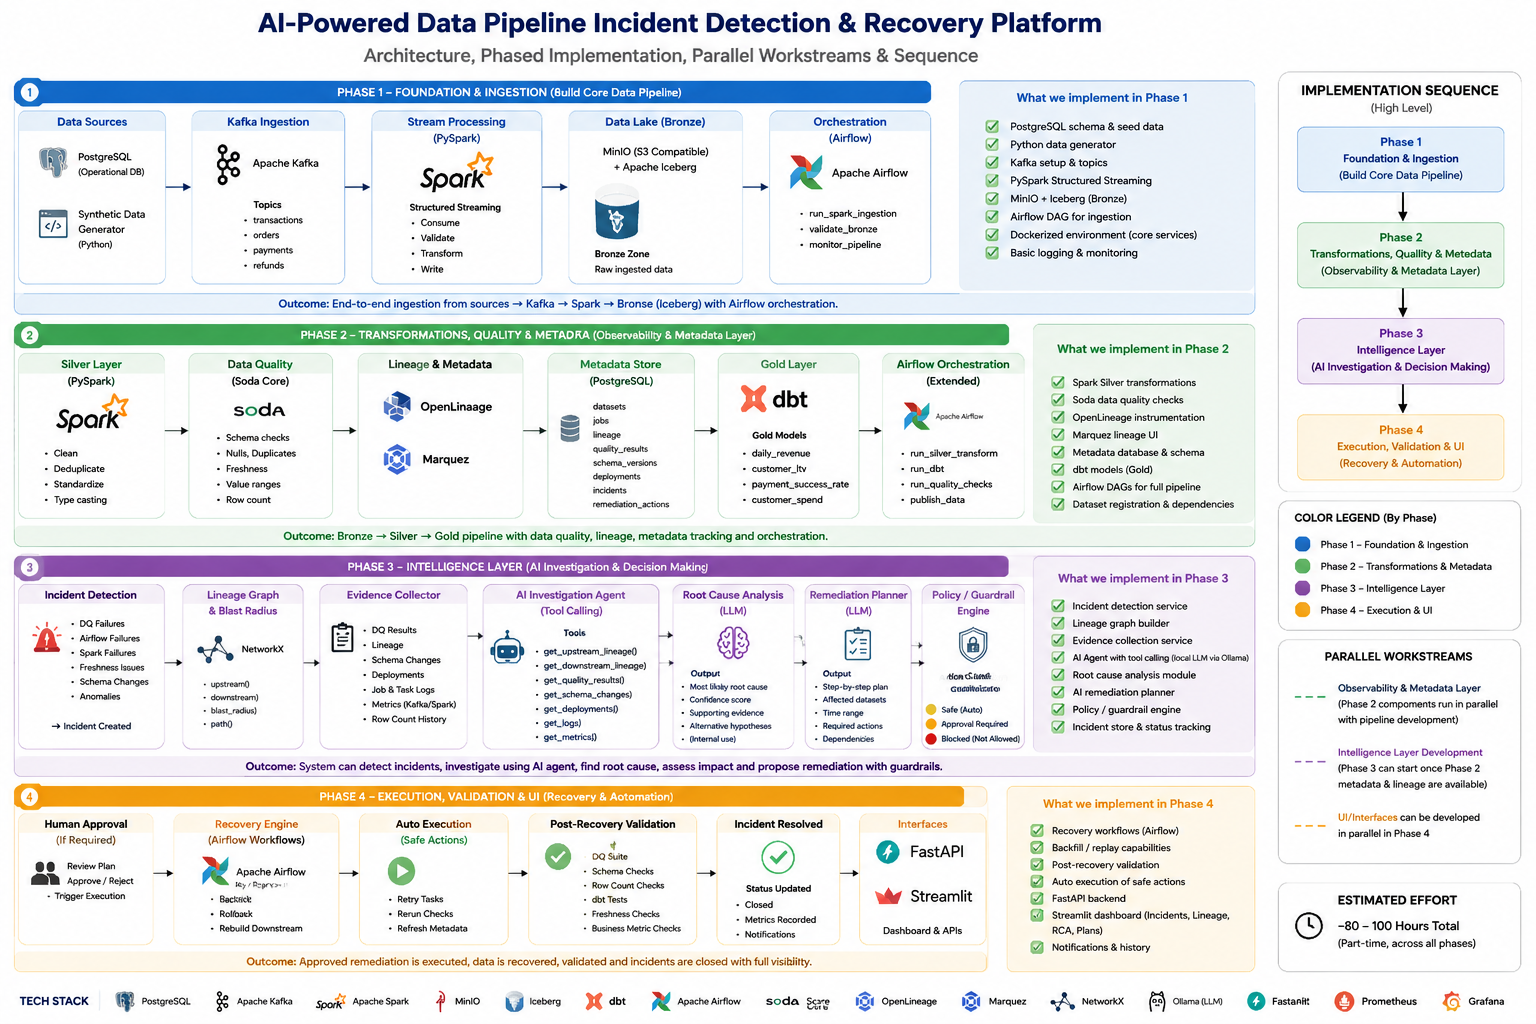 AI-Powered Data Pipeline Incident Detection & Recovery Platform
Architecture, Phased Implementation, Parallel Workstreams & Sequence
1
PHASE 1 – FOUNDATION & INGESTION (Build Core Data Pipeline)
Data Sources
PostgreSQL
(Operational DB)
Synthetic Data
Generator
(Python)
Kafka Ingestion
Apache Kafka
Topics
• transactions
• orders
• payments
• refunds
Stream Processing
(PySpark)
Spark
Structured Streaming
• Consume
• Validate
• Transform
• Write
Data Lake (Bronze)
MinIO (S3 Compatible)
+ Apache Iceberg
Bronze Zone
Raw ingested data
Orchestration
(Airflow)
Apache Airflow
• run_spark_ingestion
• validate_bronze
• monitor_pipeline
What we implement in Phase 1
PostgreSQL schema & seed data
Python data generator
Kafka setup & topics
PySpark Structured Streaming
MinIO + Iceberg (Bronze)
Airflow DAG for ingestion
Dockerized environment (core services)
Basic logging & monitoring
Outcome: End-to-end ingestion from sources → Kafka → Spark → Bronse (Iceberg) with Airflow orchestration.
2
PHASE 2 – TRANSFORMATIONS, QUALITY & METADRA (Observability & Metadata Layer)
Silver Layer
(PySpark)
Spark
• Clean
• Deduplicate
• Standardize
• Type casting
Data Quality
(Soda Core)
SODA
• Schema checks
• Nulls, Duplicates
• Freshness
• Value ranges
• Row count
Lineage & Metadata
OpenLinaage
Marquez
Metadata Store
(PostgreSQL)
datasets
jobs
lineage
quality_results
schema_versions
deployments
incidents
remediation_actions
Gold Layer
dbt
Gold Models
• daily_revenue
• customer_ltv
• payment_success_rate
• customer_spend
Airflow Orchestration
(Extended)
Apache Airflow
• run_silver_transform
• run_dbt
• run_quality_checks
• publish_data
What we implement in Phase 2
Spark Silver transformations
Soda data quality checks
OpenLineage instrumentation
Marquez lineage UI
Metadata database & schema
dbt models (Gold)
Airflow DAGs for full pipeline
Dataset registration & dependencies
Outcome: Bronze → Silver → Gold pipeline with data quality, lineage, metadata tracking and orchestration.
3
PHASE 3 – INTELLIGENCE LAYER (AI Investigation & Decision Making)
Incident Detection
• DQ Failures
• Airflow Failures
• Spark Failures
• Freshness Issues
• Schema Changes
• Anomalies
→ Incident Created
Lineage Graph
& Blast Radius
NetworkX
• upstream()
• downstream)
• blast_radius)
• path()
Evidence Collector
• DQ Results
• Lineage
• Schema Changes
• Deployments
• Job & Task Logs
• Metrics (Kafka/Spark)
• Row Count History
AI Investigation Agent
(Tool Calling)
Tools
• get_upstream_lineage()
• get_downstream_lineage)
• get_quality_results()
• get_schema_changes)
• get_deployments()
• get_logs)
• get_metrics()
Root Cause Analysis
(LLM)
Output
• Most likely root cause
• Confidence score
• Supporting evidence
• Alternative hypotheses
• (Internal use)
Remediation Planner
(LLM)
Output
• Step-by-step plan
• Affected datasets
• Time range
• Required actions
• Dependencies
Policy / Guardrail
Engine
Safe (Auto)
Approval Required
Blocked (Not Allowed)
What we implement in Phase 3
Incident detection service
Lineage graph builder
Evidence collection service
AI Agent with tool calling (local LLM via Ollama)
Root cause analysis module
AI remediation planner
Policy / guardrail engine
Incident store & status tracking
Outcome: System can detect incidents, investigate using AI agent, find root cause, assess impact and propose remediation with guardrails.
4
PHASE 4 – EXECUTION, VALIDATION & UI (Recovery & Automation)
Human Approval
(If Required)
Review Plan
Approve / Reject
• Trigger Execution
Recovery Engine
(Airflow Workflows)
Apache Airflow
• Rollback
• Rebuild Downstream
Auto Execution
(Safe Actions)
• Retry Tasks
• Rerun Checks
• Refresh Metadata
Post-Recovery Validation
• DQ Suite
• Schema Checks
• Row Count Checks
• dbt Tests
• Freshness Checks
• Business Metric Checks
Incident Resolved
Status Updated
• Closed
• Metrics Recorded
• Notifications
Interfaces
FastAPI
Streamlit
Dashboard & APIs
What we implement in Phase 4
Recovery workflows (Airflow)
Backfill / replay capabilities
Post-recovery validation
Auto execution of safe actions
FastAPI backend
Streamlit dashboard (Incidents, Lineage,
RCA, Plans)
Notifications & history
Outcome: Approved remediation is executed, data is recovered, validated and incidents are closed with full visibility.
IMPLEMENTATION SEQUENCE
(High Level)
Phase 1
Foundation & Ingestion
(Build Core Data Pipeline)
Phase 2
Transformations, Quallity & Metedata
(Observability & Metadata Layer)
Phase 3
Intelligence Layer
(AI Investigation & Decision Making)
Phase 4
Execution, Validation & UI
(Recovery & Automation)
COLOR LEGEND (By Phase)
Phase 1 – Foundation & Ingestion
Phase 2 – Transformations & Metadata
Phase 3 – Intelligence Layer
Phase 4 – Execution & UI
PARALLEL WORKSTREAMS
Observability & Metadata Layer
(Phase 2 components run in parallel
with pipeline development)
Intelligence Layer Development
(Phase 3 can start once Phase 2
metadata & lineage are available)
UI/Interfaces can be developed
in parallel in Phase 4
ESTIMATED EFFORT
~80 – 100 Hours Total
(Part-time, across all phases)
TECH STACK
PostgreSQL
Apache Kafka
Spark Apache Spark
MinIO
Iceberg
dbt
Apache Airflow
SODA
OpenLineage
Marquez
NetworkX
Ollama (LLM)
Prometheus
Grafana